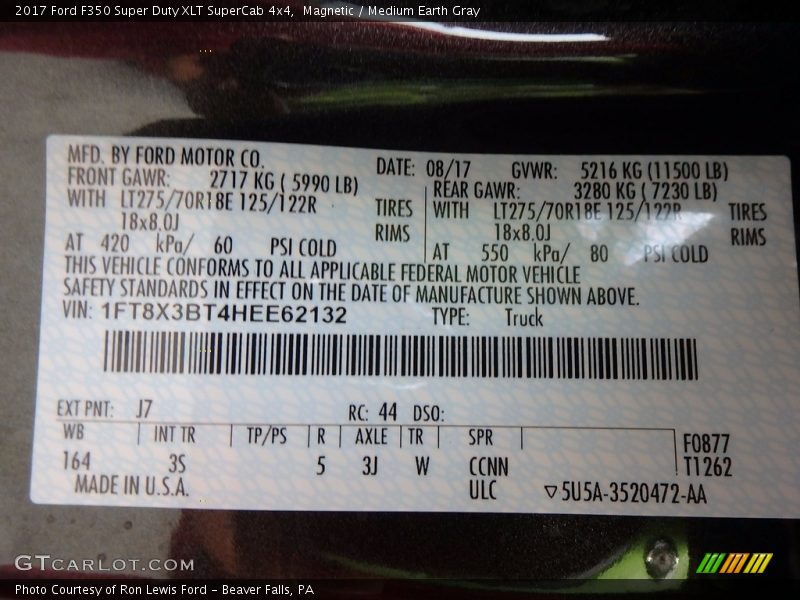 2017 Ford F350 Super Duty XLT SuperCab 4x4, Magnetic / Medium Earth Gray
MFD. BY FORD MOTOR CO.
DATE: 08/17 GVWR: 5216 KG (11500 LB)
FRONT GAWR: 2717 KG ( 5990 LB)
REAR GAWR: 3280 KG ( 7230 LB)
WITH LT275/70R18E 125/122R TIRES
WITH LT275/70R18E 125/122R TIRES
18x8.0J RIMS
18x8.0J RIMS
AT 420 kPa/ 60 PSI COLD
AT 550 kPa/ 80 PSI COLD
THIS VEHICLE CONFORMS TO ALL APPLICABLE FEDERAL MOTOR VEHICLE
SAFETY STANDARDS IN EFFECT ON THE DATE OF MANUFACTURE SHOWN ABOVE.
VIN: 1FT8X3BT4HEE62132 TYPE: Truck
EXT PNT: J7 RC: 44 DSO:
WB INT TR TP/PS R AXLE TR SPR F0877
164 3S 5 3J W CCNN T1262
MADE IN U.S.A. ULC ▽5U5A-3520472-AA
GTCARLOT.COM
Photo Courtesy of Ron Lewis Ford - Beaver Falls, PA